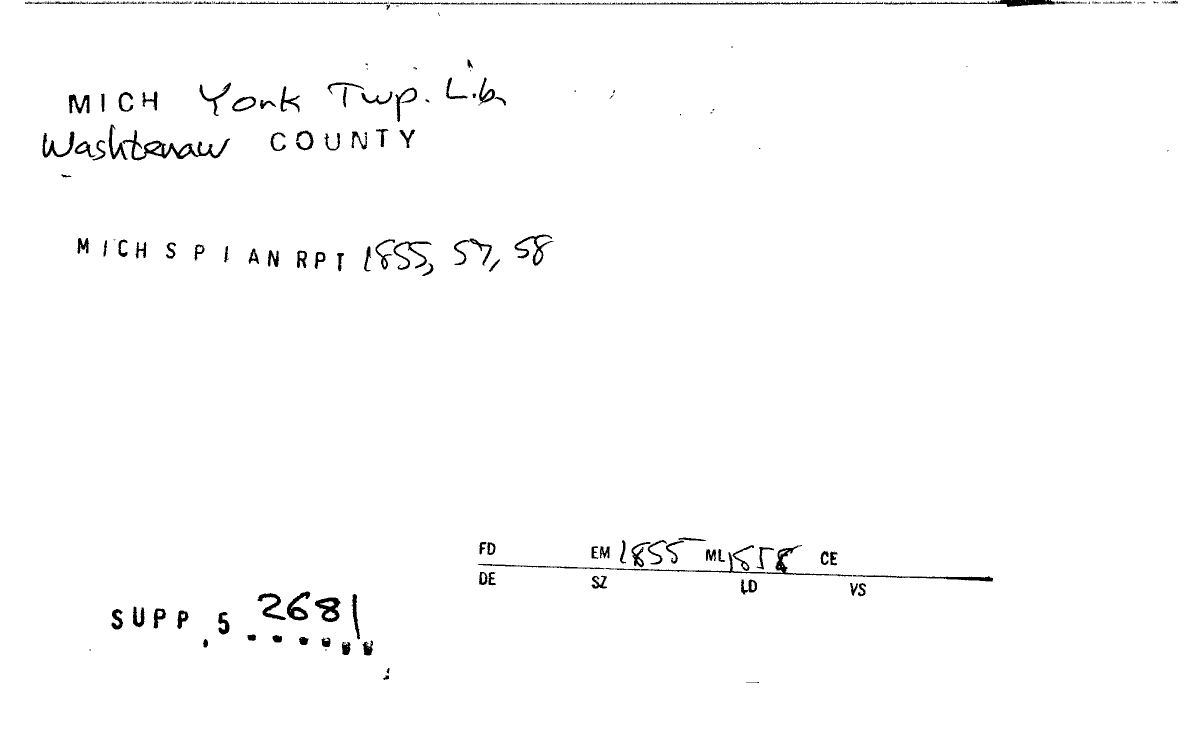 MICH York Twp. Lib.
Washtenaw COUNTY
MICH SPI AN RPT 1855, 57, 58
FD EM 1855 ML 1858 CE
DE SZ LD VS
SUPP. 5 2681